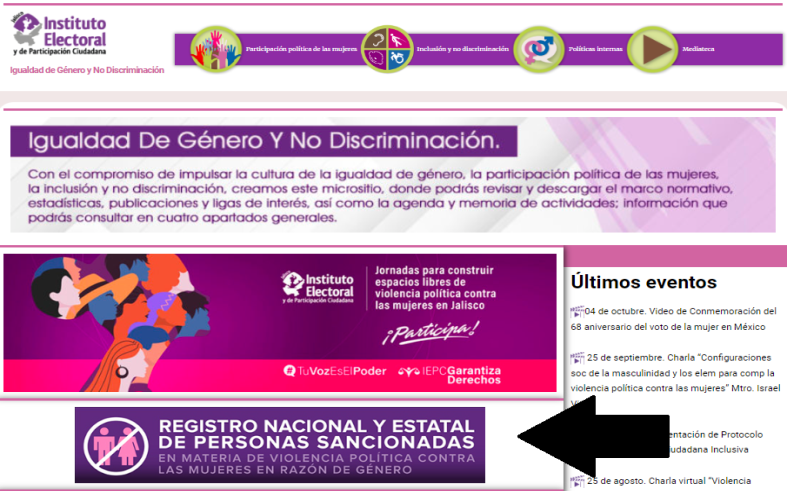 Instituto
Electoral
y de Participación Ciudadana
Igualdad de Género y No Discriminación
Participación política de las mujeres
Inclusión y no discriminación
Políticas internas
Mediateca
Igualdad De Género Y No Discriminación.
Con el compromiso de impulsar la cultura de la igualdad de género, la participación política de las mujeres,
la inclusión y no discriminación, creamos este micrositio, donde podrás revisar y descargar el marco normativo,
estadísticas, publicaciones y ligas de interés, así como la agenda y memoria de actividades; información que
podrás consultar en cuatro apartados generales.
Instituto
Electoral
y de Participación Ciudadana
Jornadas para construir
espacios libres de
violencia política contra
las mujeres en Jalisco
¡Participa!
#TuVozEsElPoder
IEPCGarantiza
Derechos
REGISTRO NACIONAL Y ESTATAL
DE PERSONAS SANCIONADAS
EN MATERIA DE VIOLENCIA POLÍTICA CONTRA
LAS MUJERES EN RAZÓN DE GÉNERO
Últimos eventos
04 de octubre. Video de Conmemoración del
68 aniversario del voto de la mujer en México
25 de septiembre. Charla "Configuraciones
soc de la masculinidad y los elem para comp la
violencia política contra las mujeres" Mtro. Israel
entación de Protocolo
udadana Inclusiva
25 de agosto. Charla virtual "Violencia